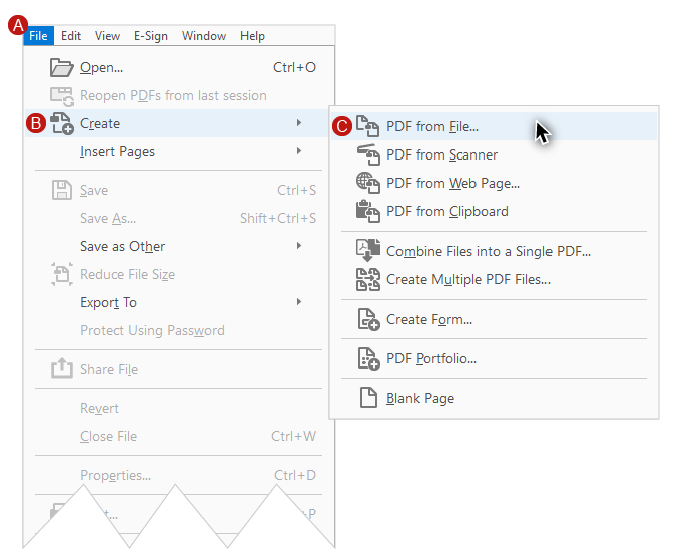 A
File Edit View E-Sign Window Help
Open... Ctrl+O
Reopen PDFs from last session
B Create
Insert Pages
Save Ctrl+S
Save As... Shift+Ctrl+S
Save as Other
Reduce File Size
Export To
Protect Using Password
Share File
Revert
Close File Ctrl+W
Properties... Ctrl+D
C PDF from File...
PDF from Scanner
PDF from Web Page...
PDF from Clipboard
Combine Files into a Single PDF...
Create Multiple PDF Files...
Create Form...
PDF Portfolio...
Blank Page